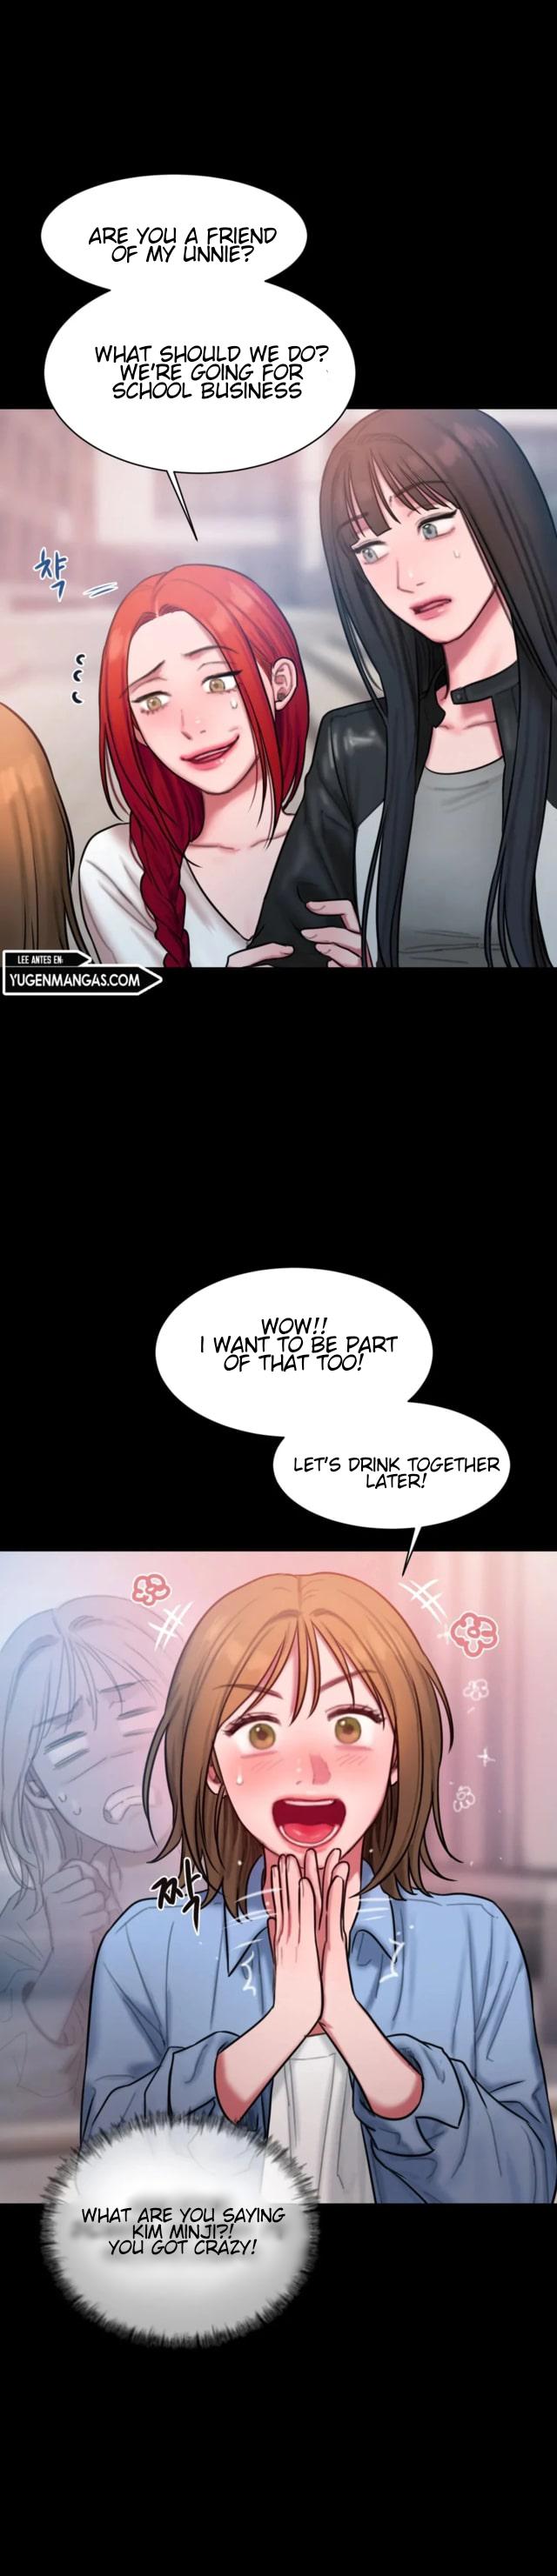 ARE YOU A FRIEND
OF MY UNNIE?
WHAT SHOULD WE DO?
WE'RE GOING FOR
SCHOOL BUSINESS
착
LEE ANTES EN:
YUGENMANGAS.COM
WOW!!
I WANT TO BE PART
OF THAT TOO!
LET'S DRINK TOGETHER
LATER!
짝
WHAT ARE YOU SAYING
KIM MINJI?!
YOU GOT CRAZY!